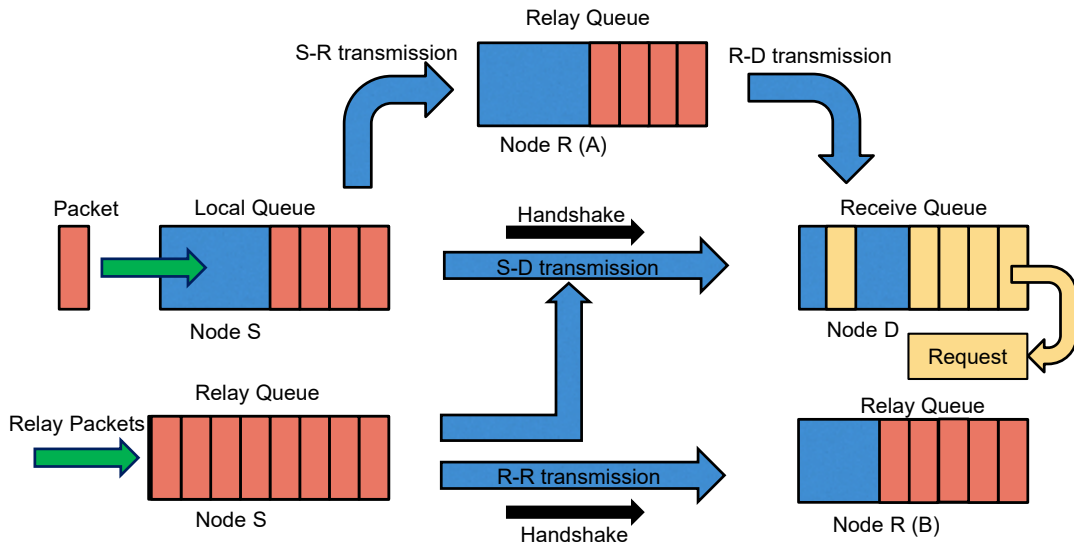 Relay Queue
S-R transmission
R-D transmission
Node R (A)
Packet
Local Queue
Handshake
Receive Queue
S-D transmission
Node S
Node D
Request
Relay Queue
Relay Queue
Relay Packets
R-R transmission
Node S
Handshake
Node R (B)